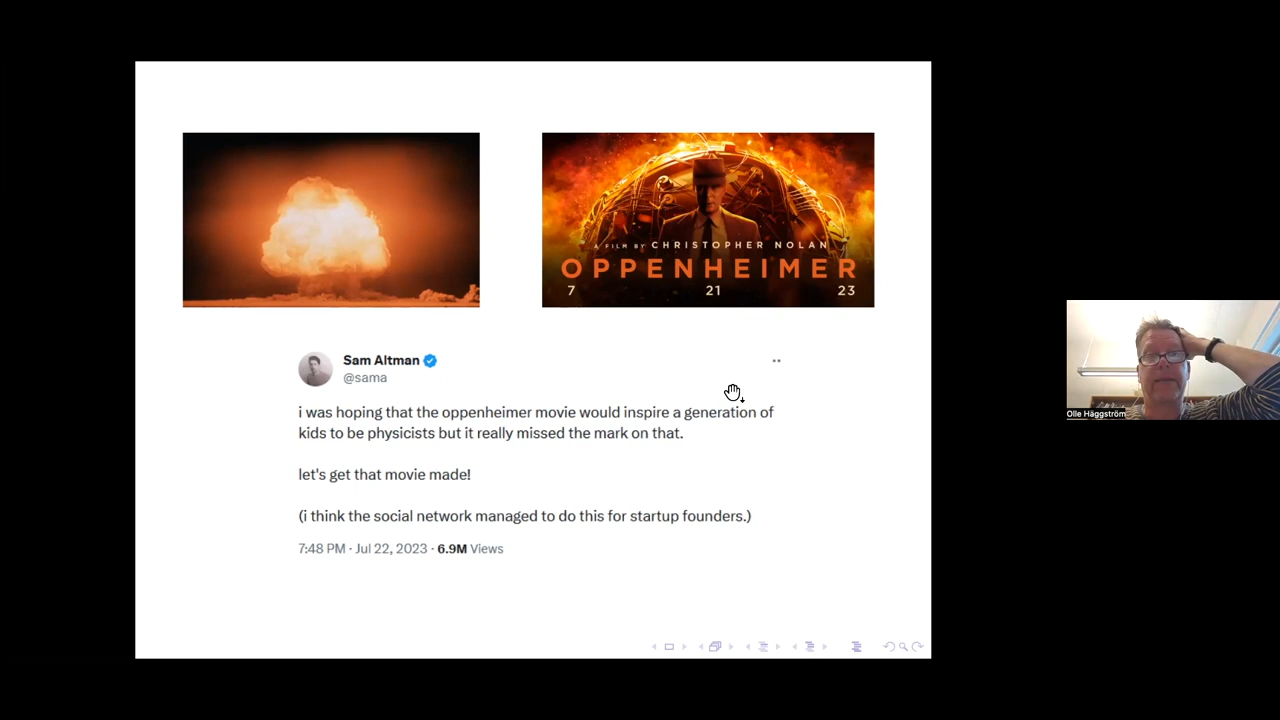 A FILM BY CHRISTOPHER NOLAN
OPPENHEIMER
7 21 23
Sam Altman
@sama
i was hoping that the oppenheimer movie would inspire a generation of
kids to be physicists but it really missed the mark on that.
let's get that movie made!
(i think the social network managed to do this for startup founders.)
7:48 PM · Jul 22, 2023 · 6.9M Views
Olle Häggström